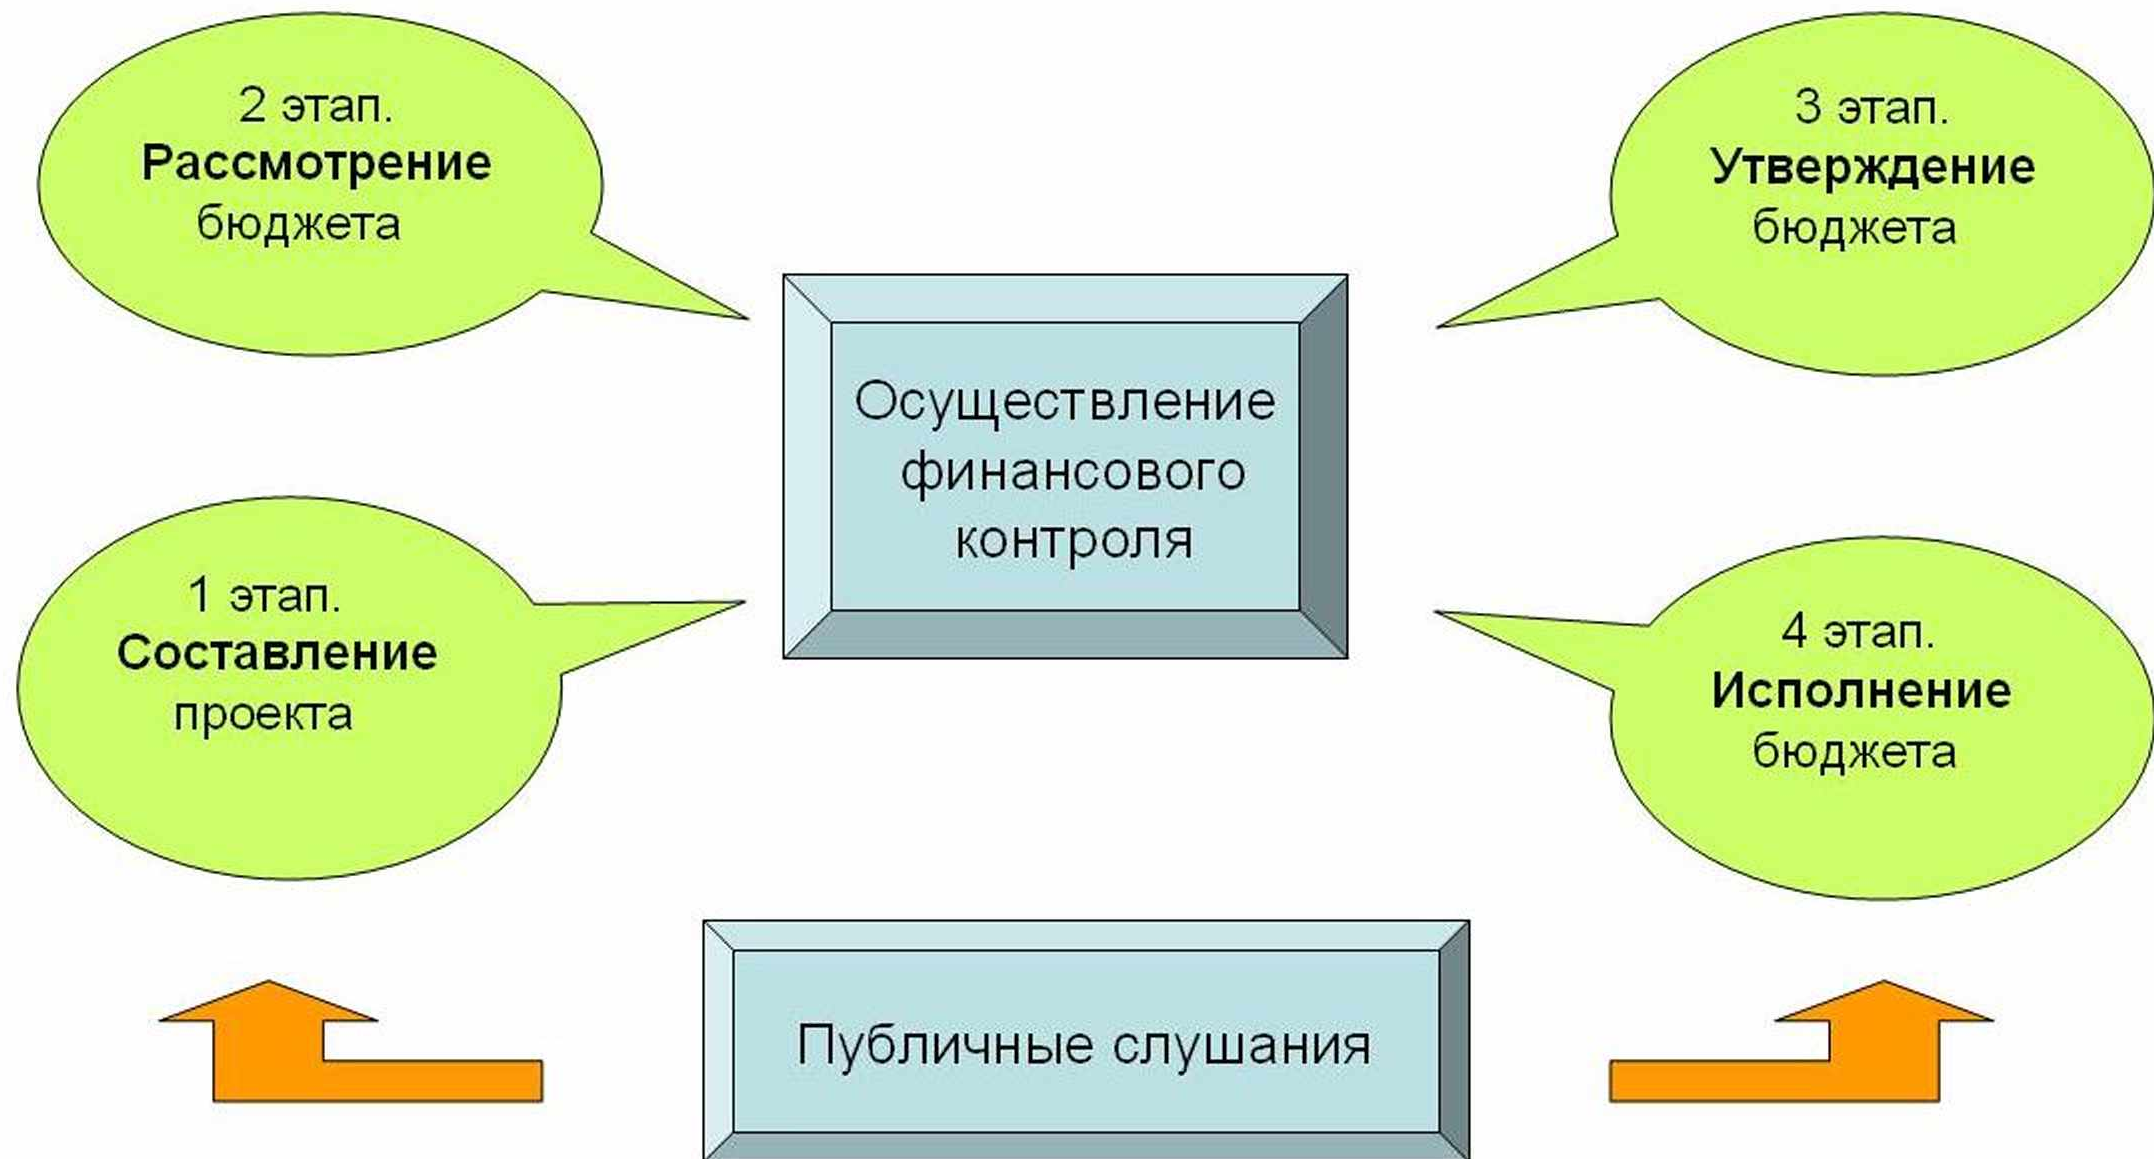 2 этап.
Рассмотрение
бюджета
3 этап.
Утверждение
бюджета
Осуществление
финансового
контроля
1 этап.
Составление
проекта
4 этап.
Исполнение
бюджета
Публичные слушания